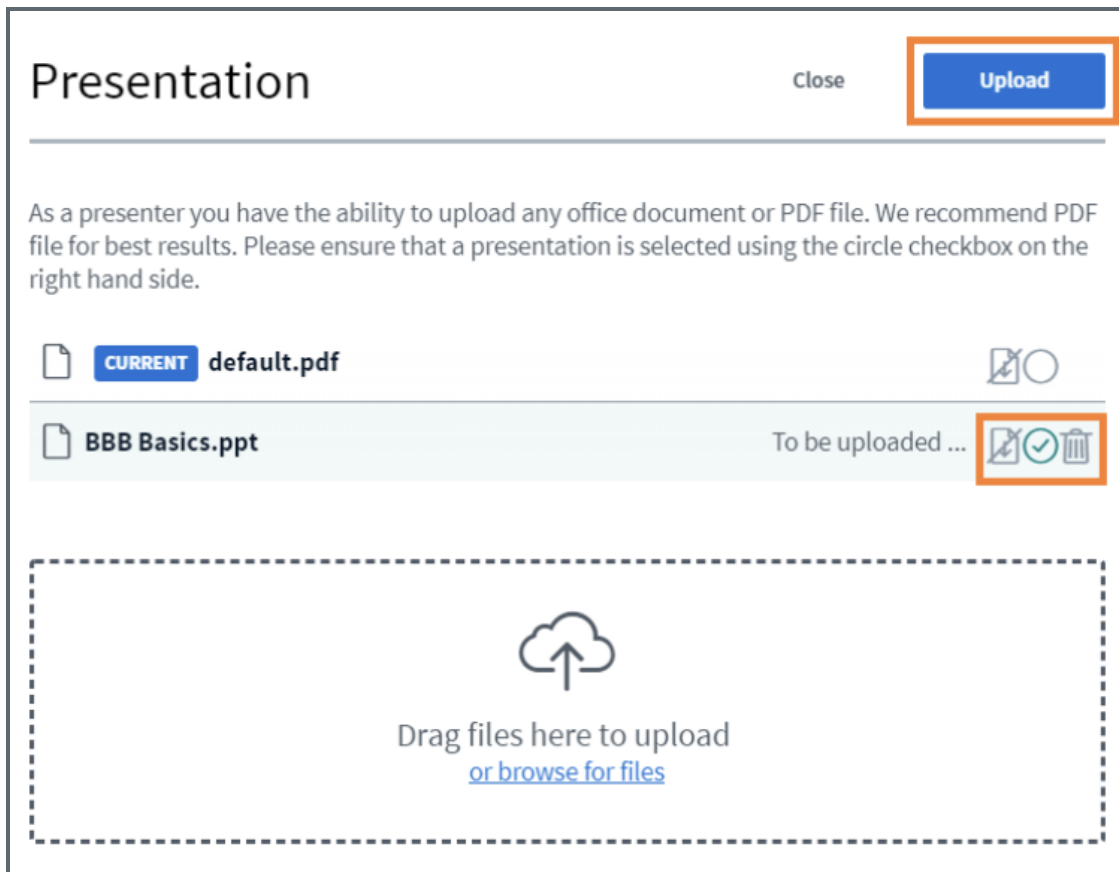 Presentation
Close
Upload
As a presenter you have the ability to upload any office document or PDF file. We recommend PDF
file for best results. Please ensure that a presentation is selected using the circle checkbox on the
right hand side.
CURRENT default.pdf
BBB Basics.ppt To be uploaded ...
Drag files here to upload
or browse for files